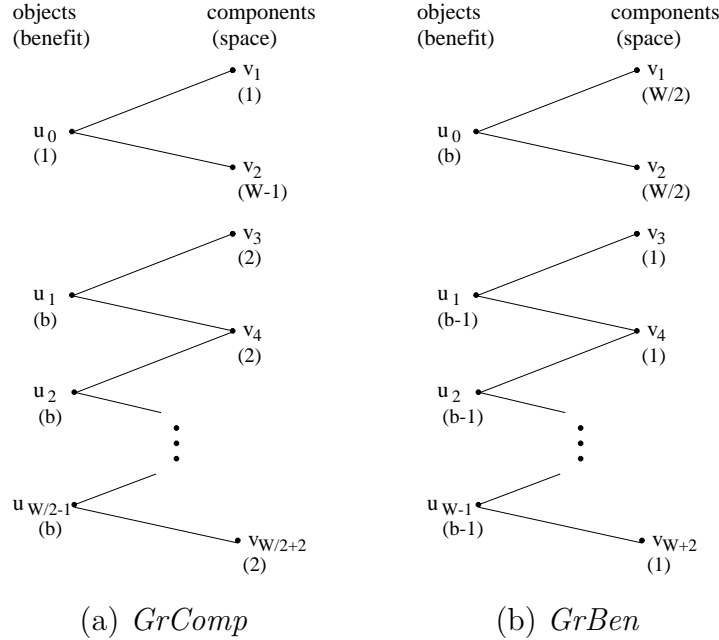 objects
(benefit)
components
(space)
v1
(1)
u0
(1)
v2
(W-1)
v3
(2)
u1
(b)
v4
(2)
u2
(b)
uW/2-1
(b)
vW/2+2
(2)
(a) GrComp
objects
(benefit)
components
(space)
v1
(W/2)
u0
(b)
v2
(W/2)
v3
(1)
u1
(b-1)
v4
(1)
u2
(b-1)
uW-1
(b-1)
vW+2
(1)
(b) GrBen